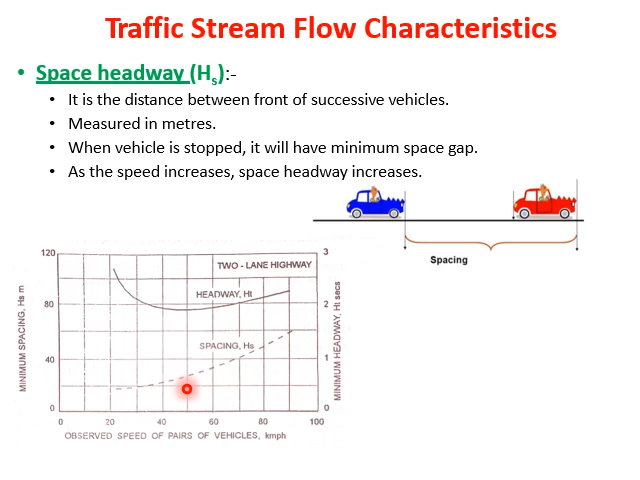 Traffic Stream Flow Characteristics
• Space headway (Hs):-
• It is the distance between front of successive vehicles.
• Measured in metres.
• When vehicle is stopped, it will have minimum space gap.
• As the speed increases, space headway increases.
Spacing
120
80
40
0
MINIMUM SPACING, Hs m
TWO - LANE HIGHWAY
HEADWAY, Ht
SPACING, Hs
3
2
1
0
MINIMUM HEADWAY, Ht secs
0 20 40 60 80 100
OBSERVED SPEED OF PAIRS OF VEHICLES, kmph